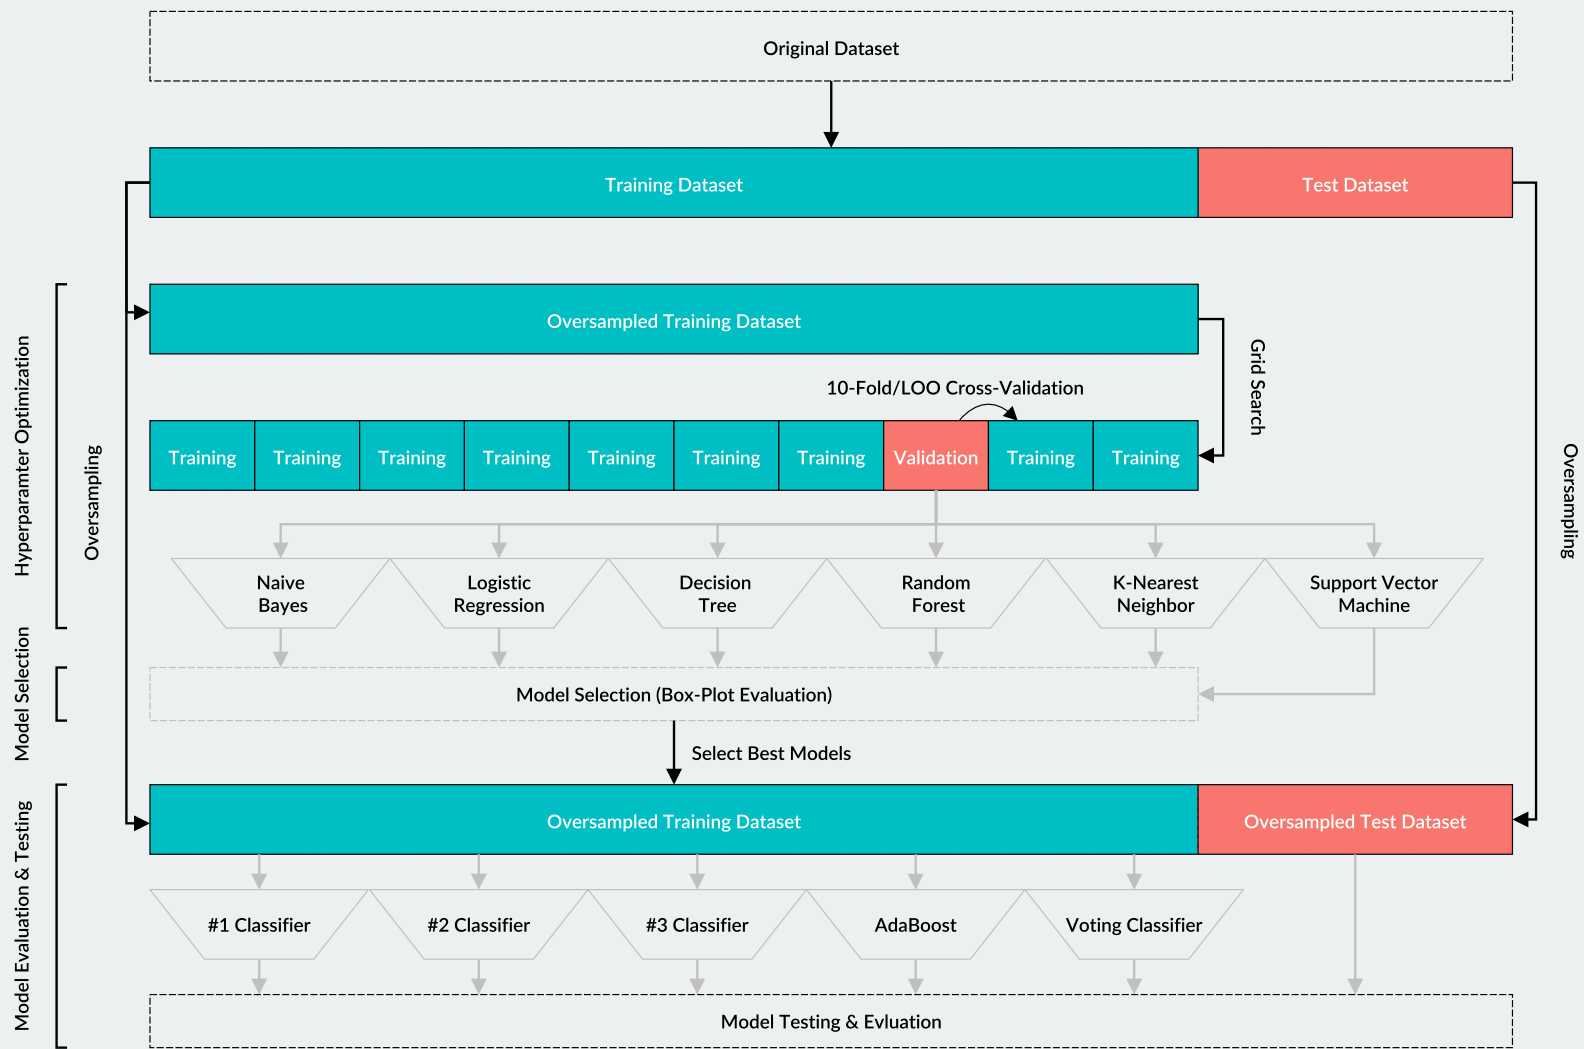 Original Dataset
Training Dataset
Test Dataset
Oversampled Training Dataset
Grid Search
10-Fold/LOO Cross-Validation
Training
Training
Training
Training
Training
Training
Training
Validation
Training
Training
Hyperparamter Optimization
Oversampling
Oversampling
Naive
Bayes
Logistic
Regression
Decision
Tree
Random
Forest
K-Nearest
Neighbor
Support Vector
Machine
Model Selection
Model Selection (Box-Plot Evaluation)
Select Best Models
Model Evaluation & Testing
Oversampled Training Dataset
Oversampled Test Dataset
#1 Classifier
#2 Classifier
#3 Classifier
AdaBoost
Voting Classifier
Model Testing & Evluation